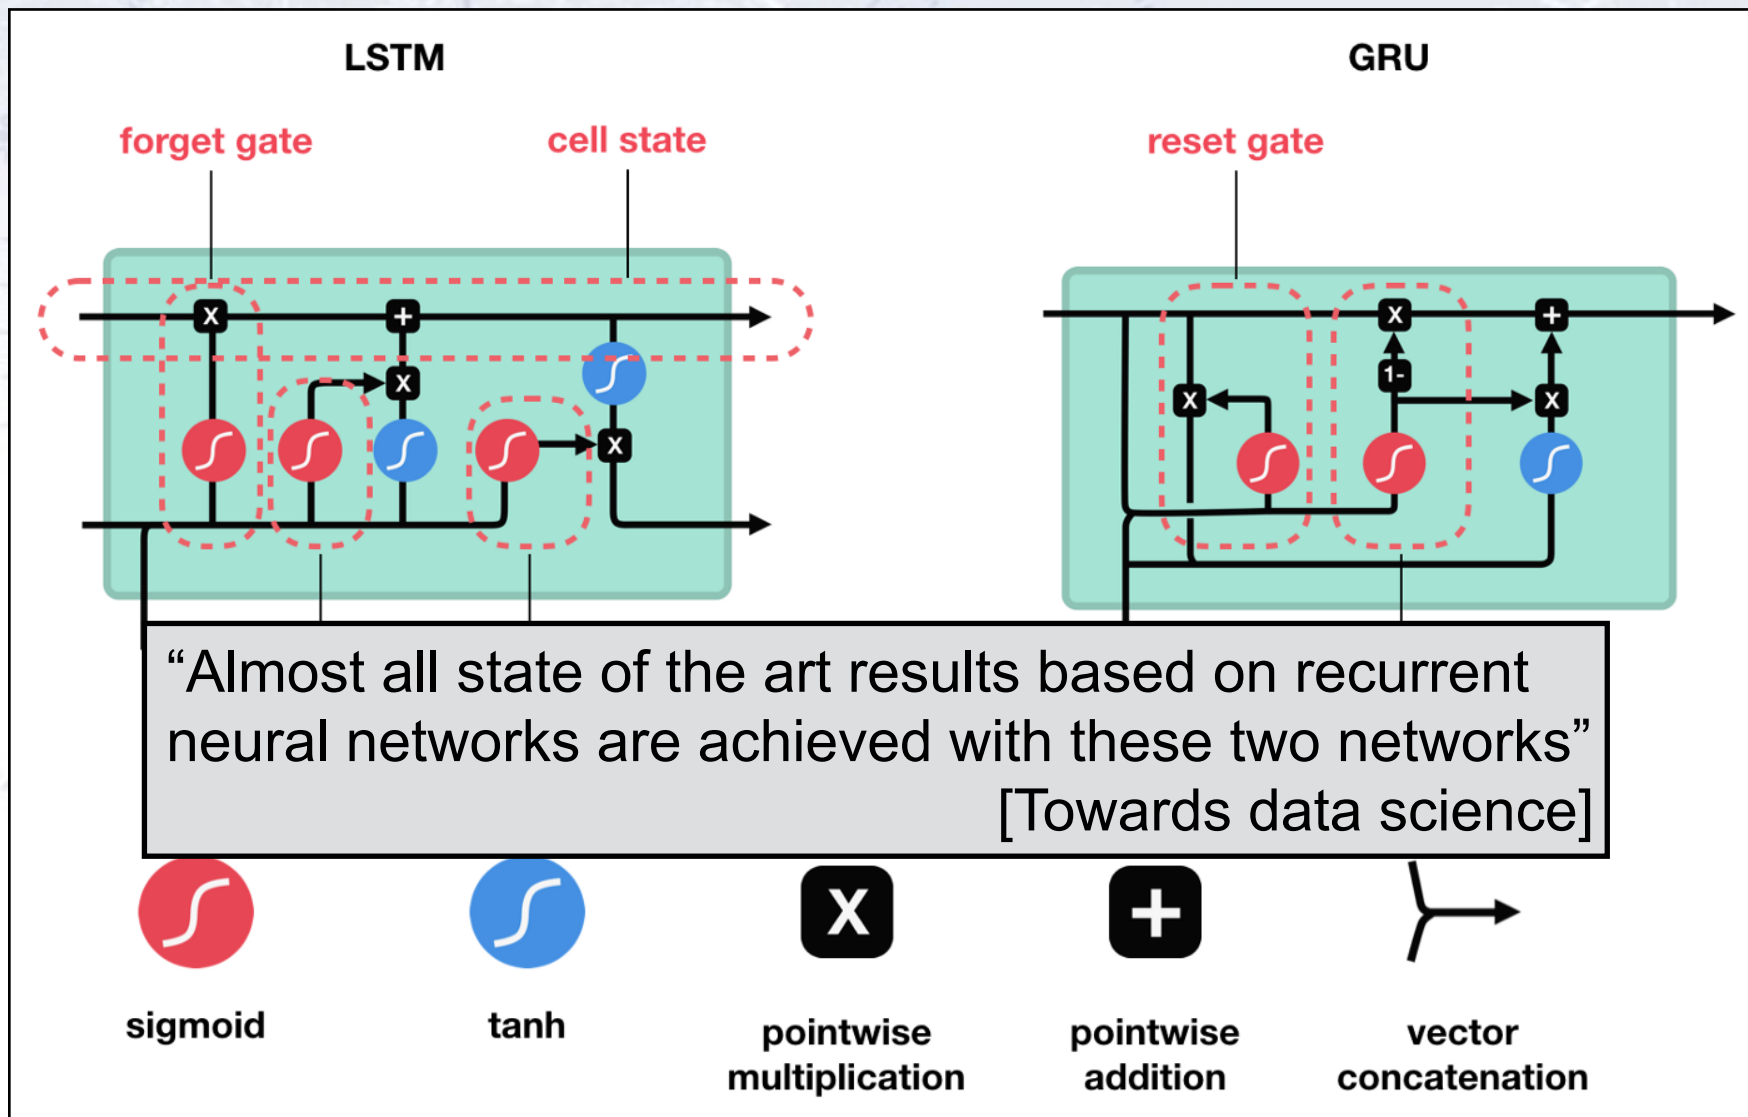 LSTM
GRU
forget gate
cell state
reset gate
X
+
X
X
X
+
1-
X
X
“Almost all state of the art results based on recurrent
neural networks are achieved with these two networks”
[Towards data science]
X
+
sigmoid
tanh
pointwise
multiplication
pointwise
addition
vector
concatenation